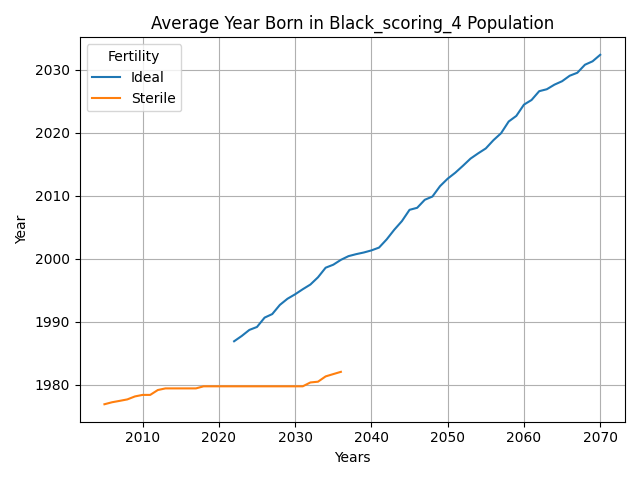 Average Year Born in Black_scoring_4 Population
Fertility
Ideal
Sterile
Year
2030
2020
2010
2000
1990
1980
2010 2020 2030 2040 2050 2060 2070
Years